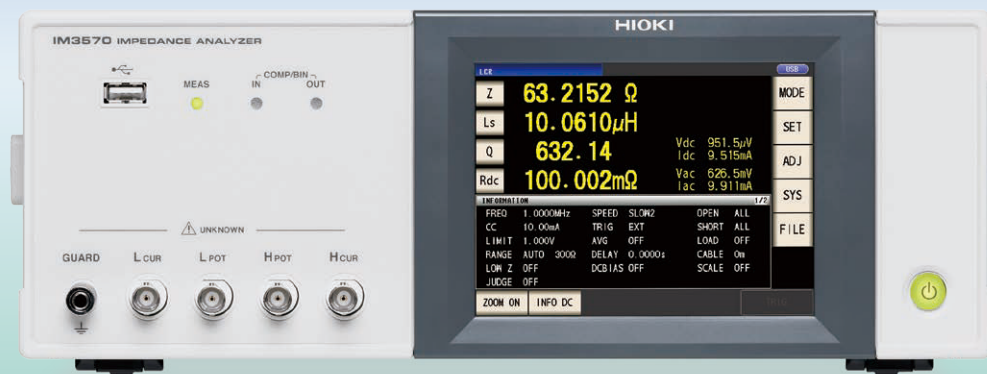 HIOKI
IM3570 IMPEDANCE ANALYZER
MEAS
COMP/BIN
IN OUT
UNKNOWN
GUARD LCUR LPOT HPOT HCUR
LCR USB
Z 63.2152 Ω
Ls 10.0610μH
Q 632.14
Rdc 100.002mΩ
Vdc 951.5μV
Idc 9.515mA
Vac 626.5mV
Iac 9.911mA
MODE
SET
ADJ
SYS
FILE
INFORMATION 1/2
FREQ 1.0000MHz SPEED SLOW2 OPEN ALL
CC 10.00mA TRIG EXT SHORT ALL
LIMIT 1.000V AVG OFF LOAD OFF
RANGE AUTO 300Ω DELAY 0.0000s CABLE 0m
LOW Z OFF DCBIAS OFF SCALE OFF
JUDGE OFF
ZOOM ON INFO DC